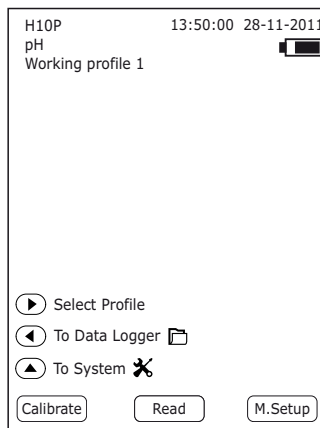 H10P 13:50:00 28-11-2011
pH
Working profile 1
Select Profile
To Data Logger
To System
Calibrate Read M.Setup